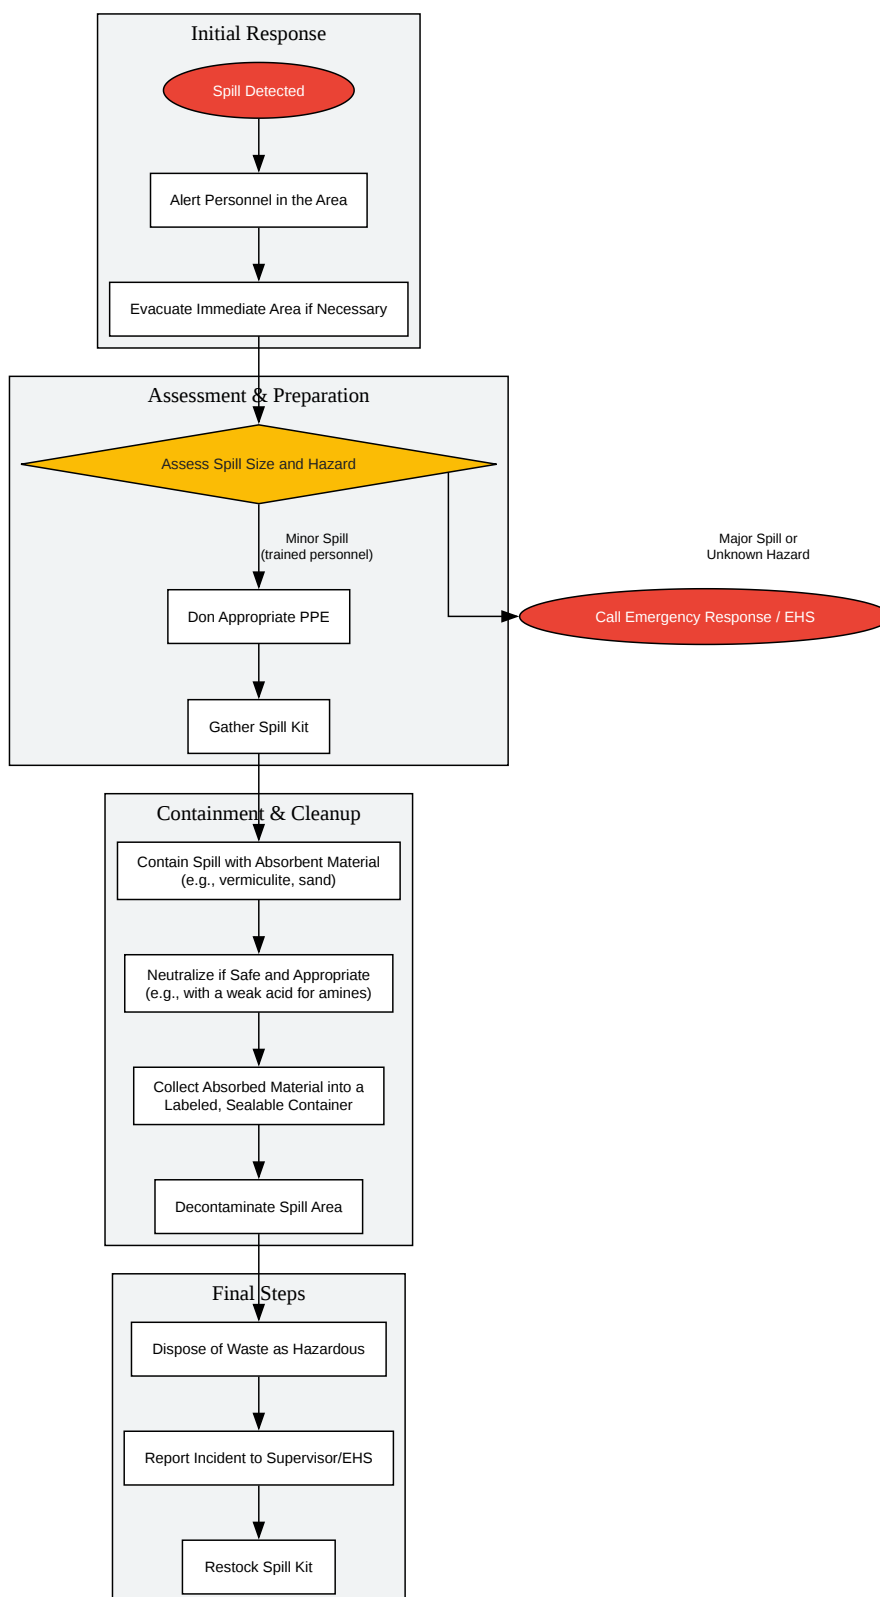 Initial Response
Spill Detected
Alert Personnel in the Area
Evacuate Immediate Area if Necessary
Assessment & Preparation
Assess Spill Size and Hazard
Minor Spill
(trained personnel)
Major Spill or
Unknown Hazard
Don Appropriate PPE
Call Emergency Response / EHS
Gather Spill Kit
Containment & Cleanup
Contain Spill with Absorbent Material
(e.g., vermiculite, sand)
Neutralize if Safe and Appropriate
(e.g., with a weak acid for amines)
Collect Absorbed Material into a
Labeled, Sealable Container
Decontaminate Spill Area
Final Steps
Dispose of Waste as Hazardous
Report Incident to Supervisor/EHS
Restock Spill Kit